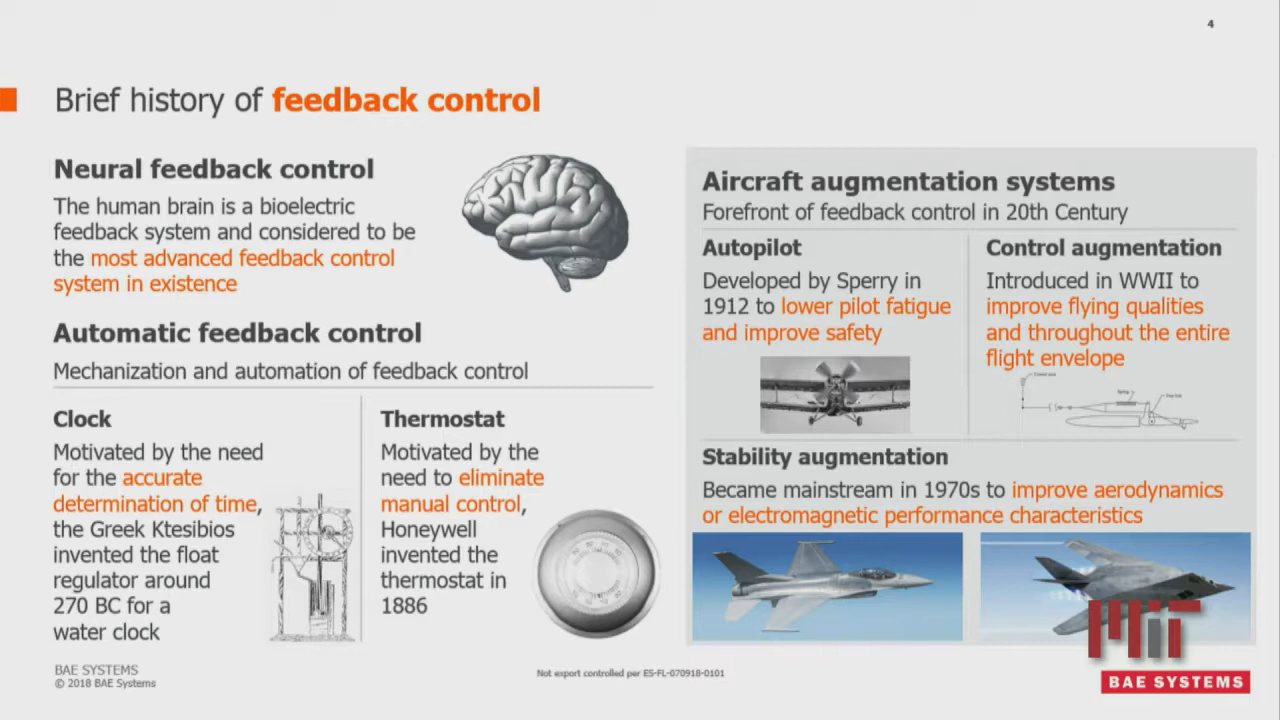 4
Brief history of feedback control
Neural feedback control
The human brain is a bioelectric
feedback system and considered to be
the most advanced feedback control
system in existence
Automatic feedback control
Mechanization and automation of feedback control
Clock
Motivated by the need
for the accurate
determination of time,
the Greek Ktesibios
invented the float
regulator around
270 BC for a
water clock
Thermostat
Motivated by the
need to eliminate
manual control,
Honeywell
invented the
thermostat in
1886
Aircraft augmentation systems
Forefront of feedback control in 20th Century
Autopilot
Developed by Sperry in
1912 to lower pilot fatigue
and improve safety
Control augmentation
Introduced in WWII to
improve flying qualities
and throughout the entire
flight envelope
Stability augmentation
Became mainstream in 1970s to improve aerodynamics
or electromagnetic performance characteristics
BAE SYSTEMS
© 2018 BAE Systems
Not export controlled per ES-FL-070918-0101
MIT
BAE SYSTEMS